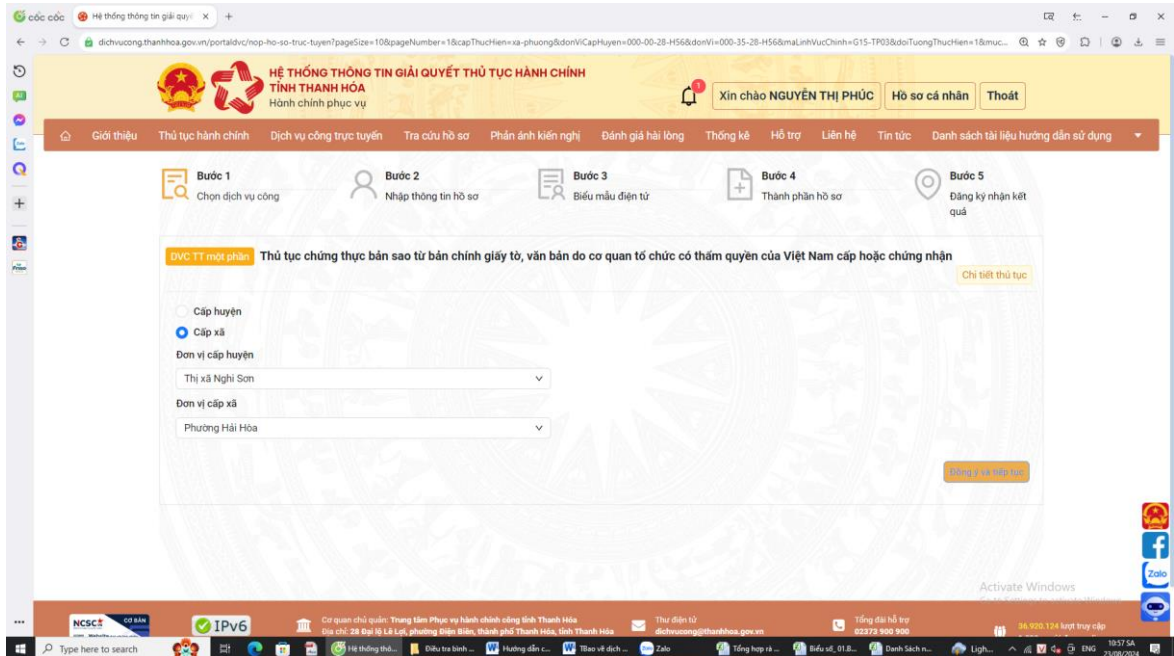 cốc cốc
Hệ thống thông tin giải quyế
dichvucong.thanhhoa.gov.vn/portaldvc/nop-ho-so-truc-tuyen?pageSize=10&pageNumber=1&capThucHien=xa-phuong&donViCapHuyen=000-00-28-H56&donVi=000-35-28-H56&maLinhVucChinh=G15-TP03&doiTuongThucHien=1&muc...
HỆ THỐNG THÔNG TIN GIẢI QUYẾT THỦ TỤC HÀNH CHÍNH
TỈNH THANH HÓA
Hành chính phục vụ
1
Xin chào NGUYỄN THỊ PHÚC
Hồ sơ cá nhân
Thoát
Giới thiệu Thủ tục hành chính Dịch vụ công trực tuyến Tra cứu hồ sơ Phản ánh kiến nghị Đánh giá hài lòng Thống kê Hỗ trợ Liên hệ Tin tức Danh sách tài liệu hướng dẫn sử dụng
Bước 1
Chọn dịch vụ công
Bước 2
Nhập thông tin hồ sơ
Bước 3
Biểu mẫu điện tử
Bước 4
Thành phần hồ sơ
Bước 5
Đăng ký nhận kết
quả
DVC TT một phần Thủ tục chứng thực bản sao từ bản chính giấy tờ, văn bản do cơ quan tổ chức có thẩm quyền của Việt Nam cấp hoặc chứng nhận
Chi tiết thủ tục
Cấp huyện
Cấp xã
Đơn vị cấp huyện
Thị xã Nghi Sơn
Đơn vị cấp xã
Phường Hải Hòa
Đồng ý và tiếp tục
Activate Windows
Zalo
NCSC
CƠ BẢN
IPv6
Cơ quan chủ quản: Trung tâm Phục vụ hành chính công tỉnh Thanh Hóa
Địa chỉ: 28 Đại lộ Lê Lợi, phường Điện Biên, thành phố Thanh Hóa, tỉnh Thanh Hóa
Thư điện tử
dichvucong@thanhhoa.gov.vn
Tổng đài hỗ trợ
02373 900 900
36.920.124 lượt truy cập
Type here to search
Hệ thống thô...
Điều tra bình ...
Hướng dẫn c...
TBao về dịch ...
Zalo
Tổng hợp rà ...
Biểu số_01.B...
Danh Sách n...
Ligh...
ENG
10:57 SA
23/08/2024